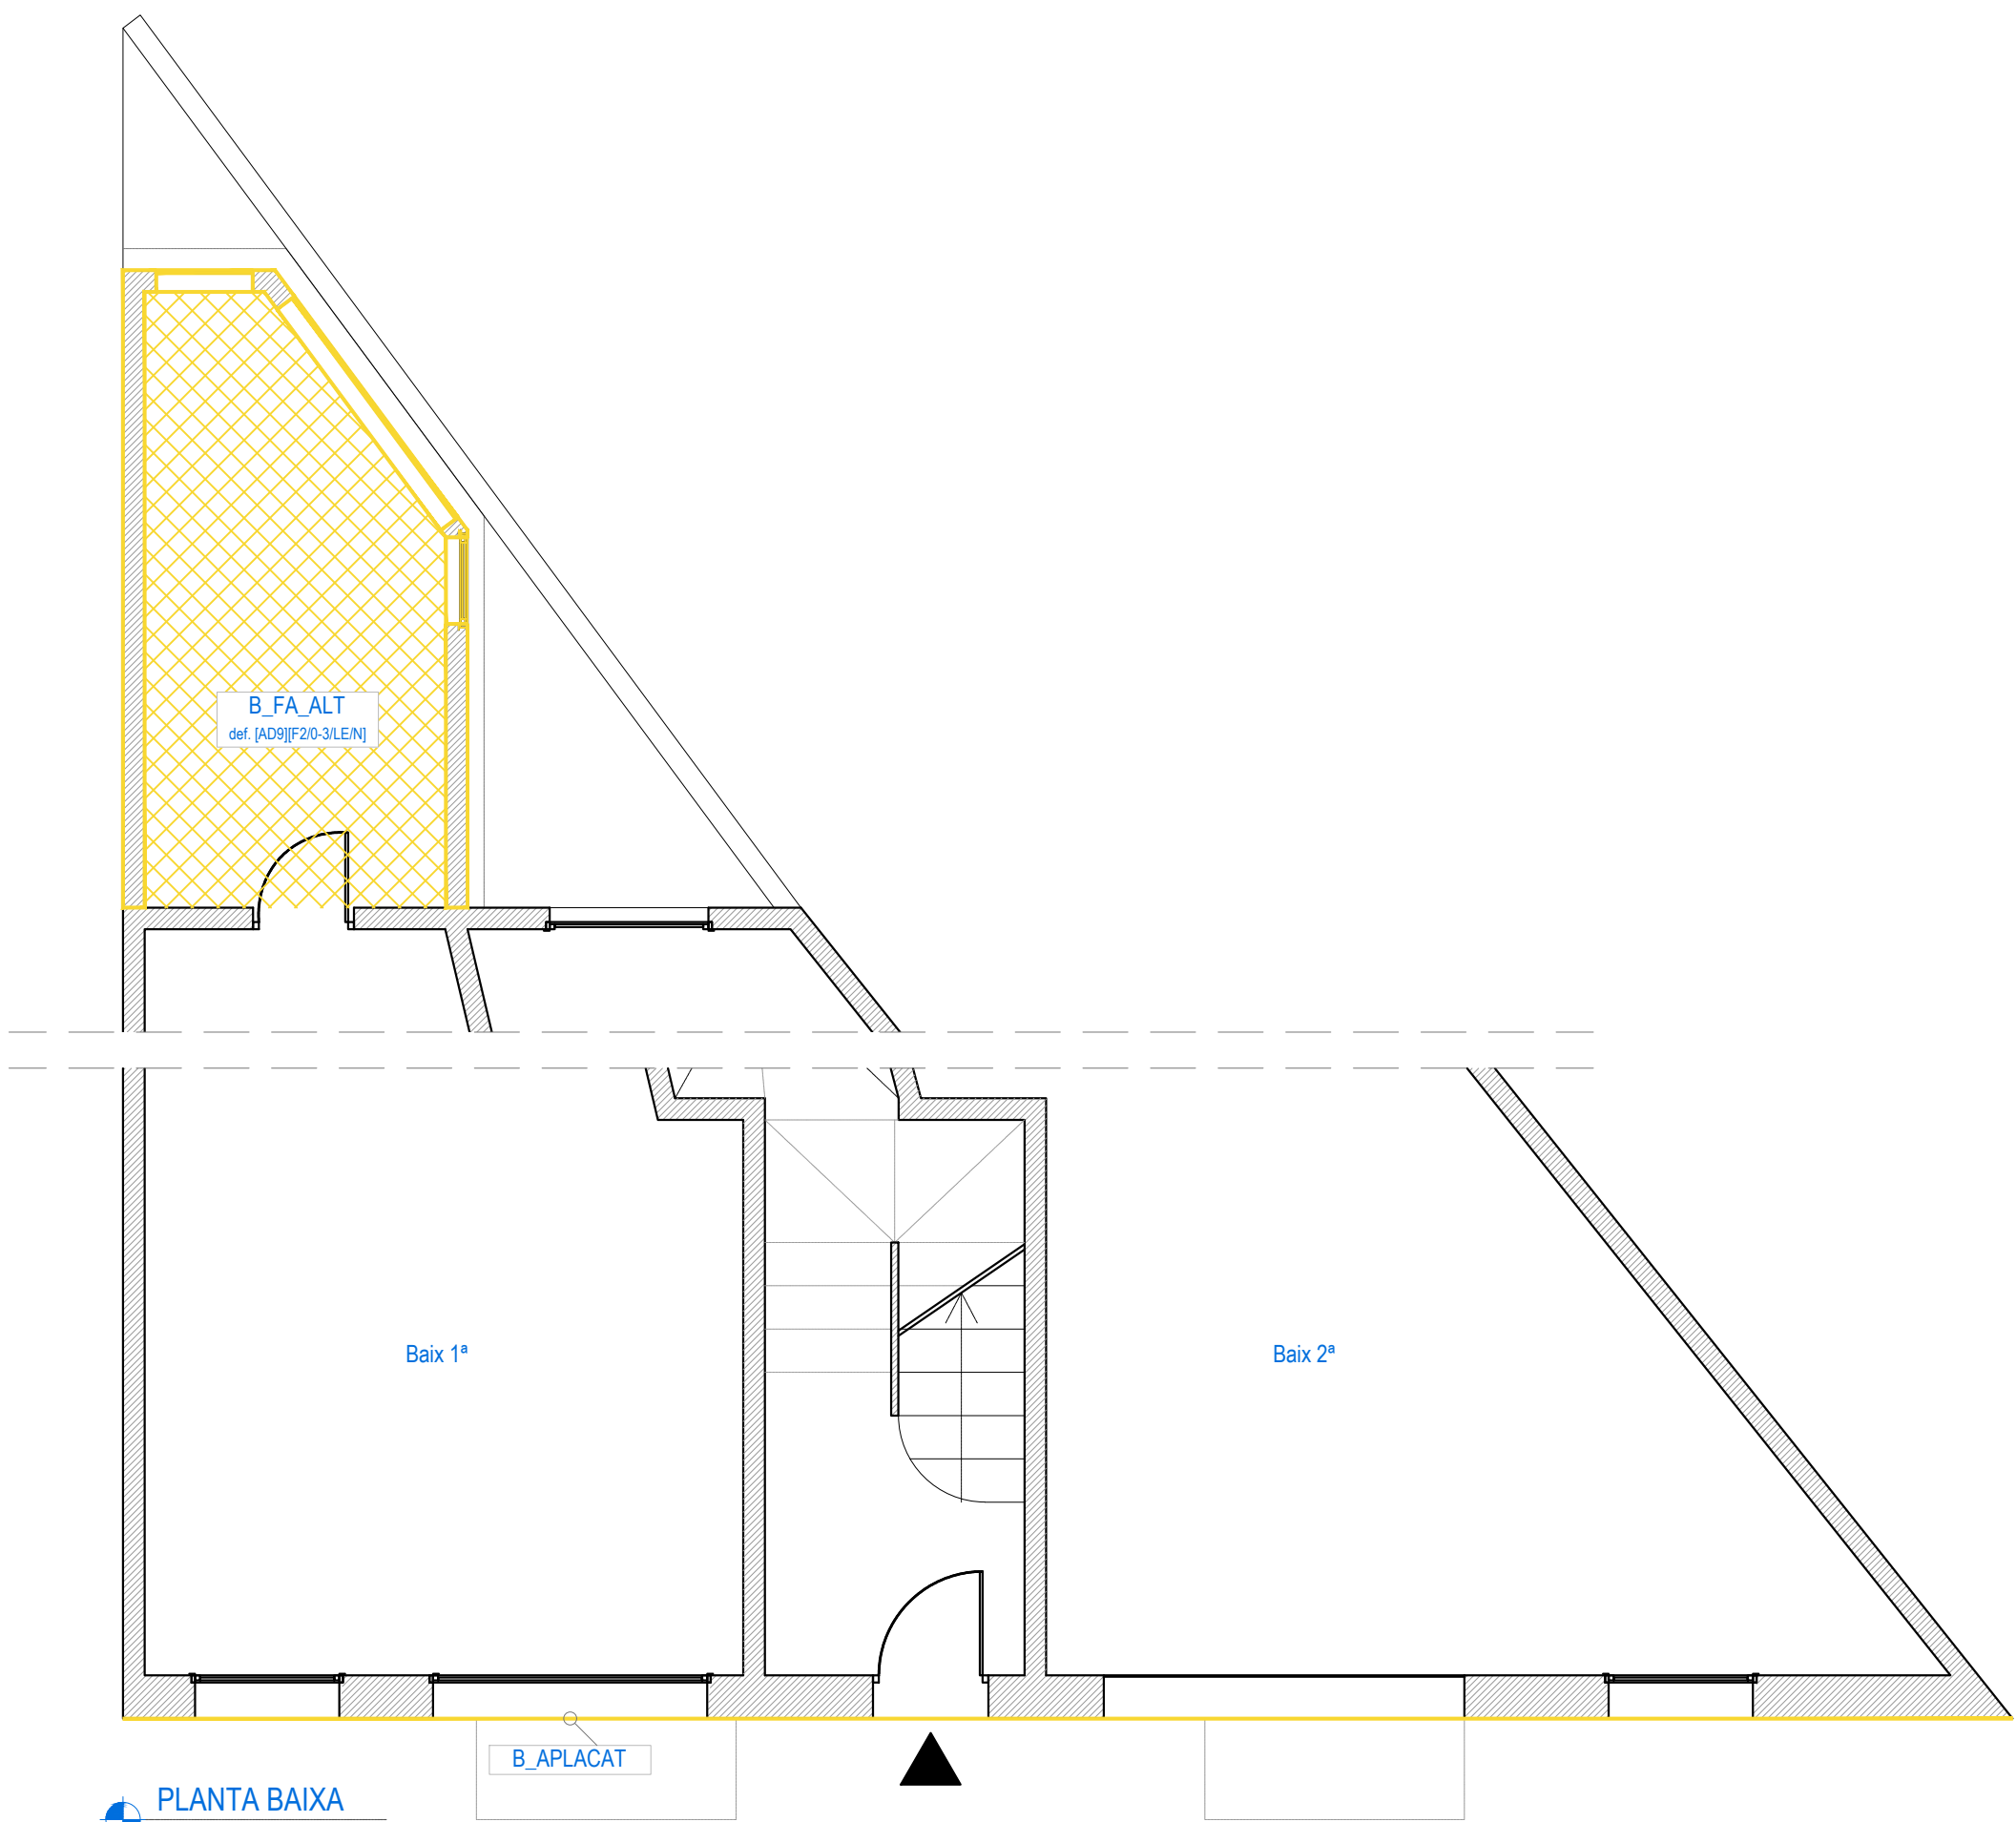 B_FA_ALT
def. [AD9][F2/0-3/LE/N]
Baix 1ª
Baix 2ª
B_APLACAT
PLANTA BAIXA